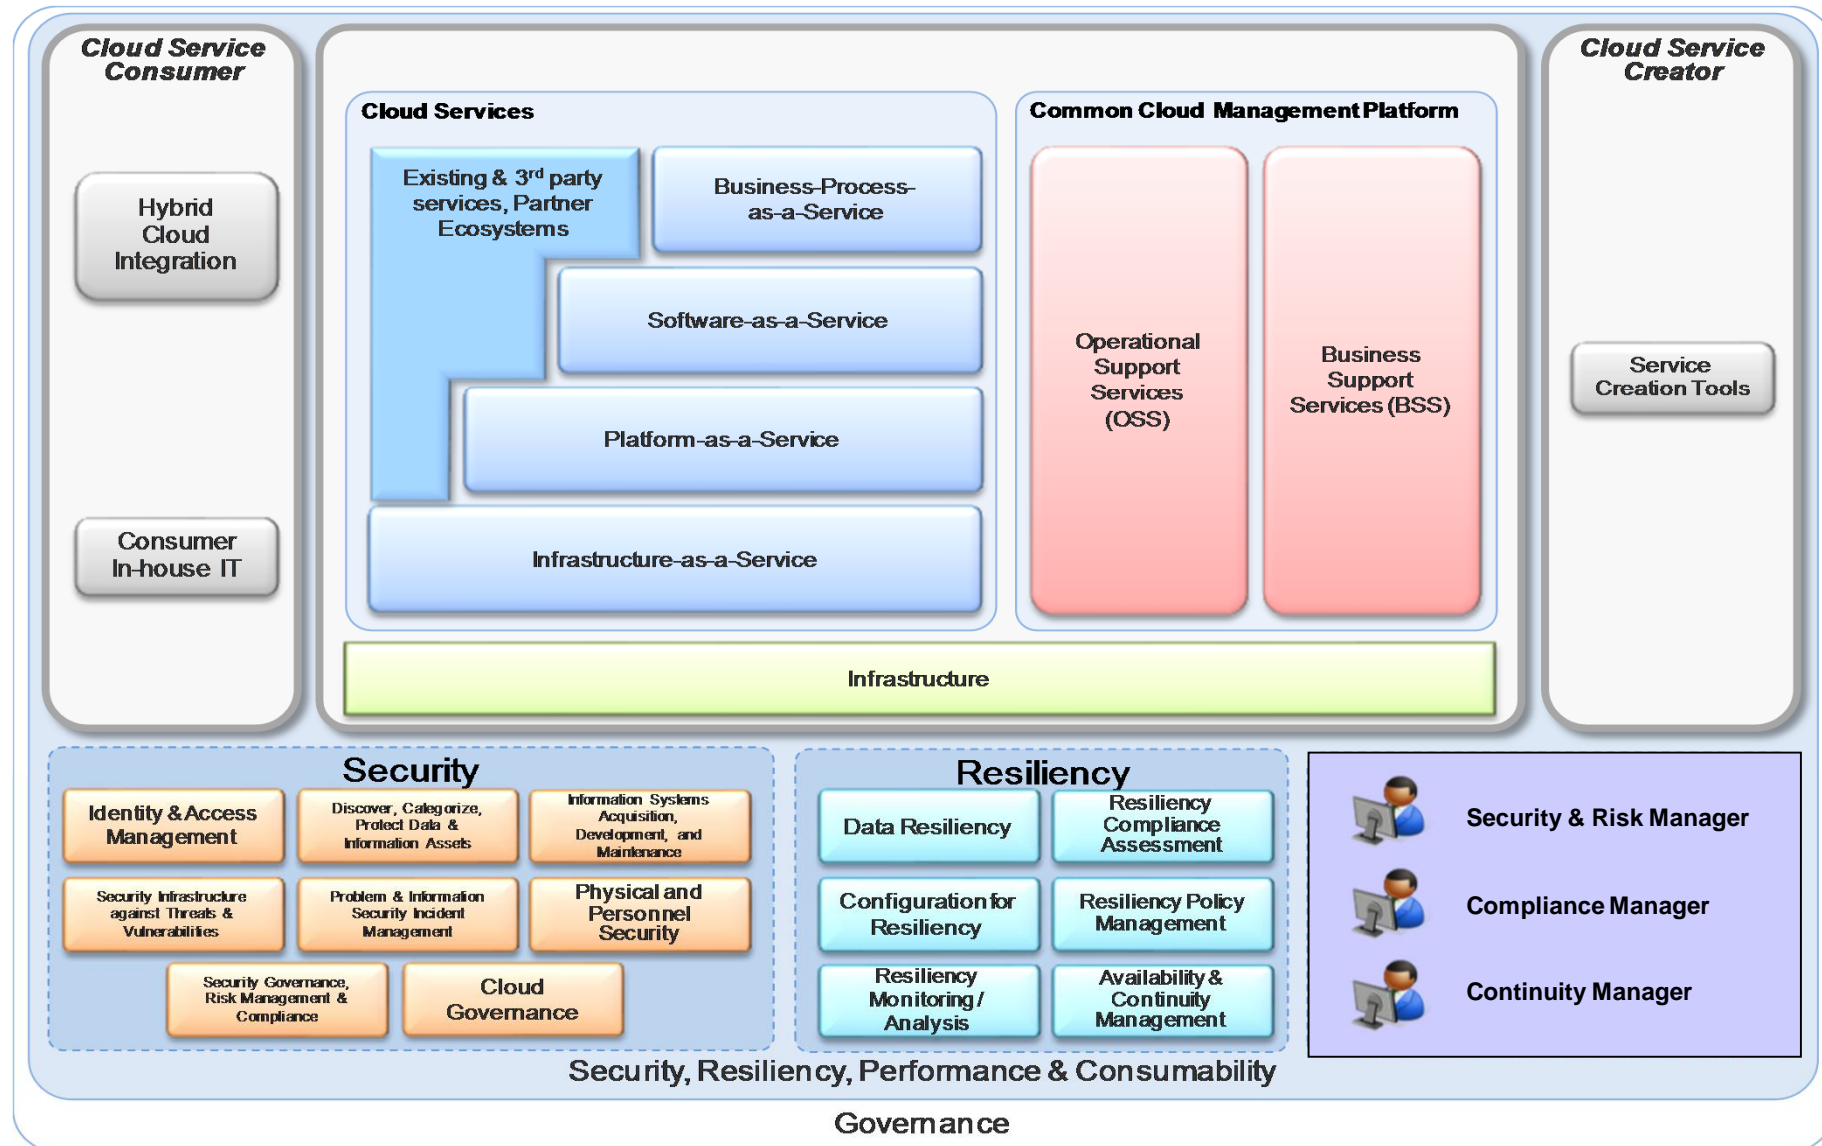 Cloud Service
Consumer
Hybrid
Cloud
Integration
Consumer
In-house IT
Cloud Services
Existing & 3rd party
services, Partner
Ecosystems
Business-Process-
as-a-Service
Software-as-a-Service
Platform-as-a-Service
Infrastructure-as-a-Service
Common Cloud Management Platform
Operational
Support
Services
(OSS)
Business
Support
Services (BSS)
Infrastructure
Cloud Service
Creator
Service
Creation Tools
Security
Identity & Access
Management
Discover, Categorize,
Protect Data &
Information Assets
Information Systems
Acquisition,
Development, and
Maintenance
Security Infrastructure
against Threats &
Vulnerabilities
Problem & Information
Security Incident
Management
Physical and
Personnel
Security
Security Governance,
Risk Management &
Compliance
Cloud
Governance
Resiliency
Data Resiliency
Resiliency
Compliance
Assessment
Configuration for
Resiliency
Resiliency Policy
Management
Resiliency
Monitoring /
Analysis
Availability &
Continuity
Management
Security & Risk Manager
Compliance Manager
Continuity Manager
Security, Resiliency, Performance & Consumability
Governance